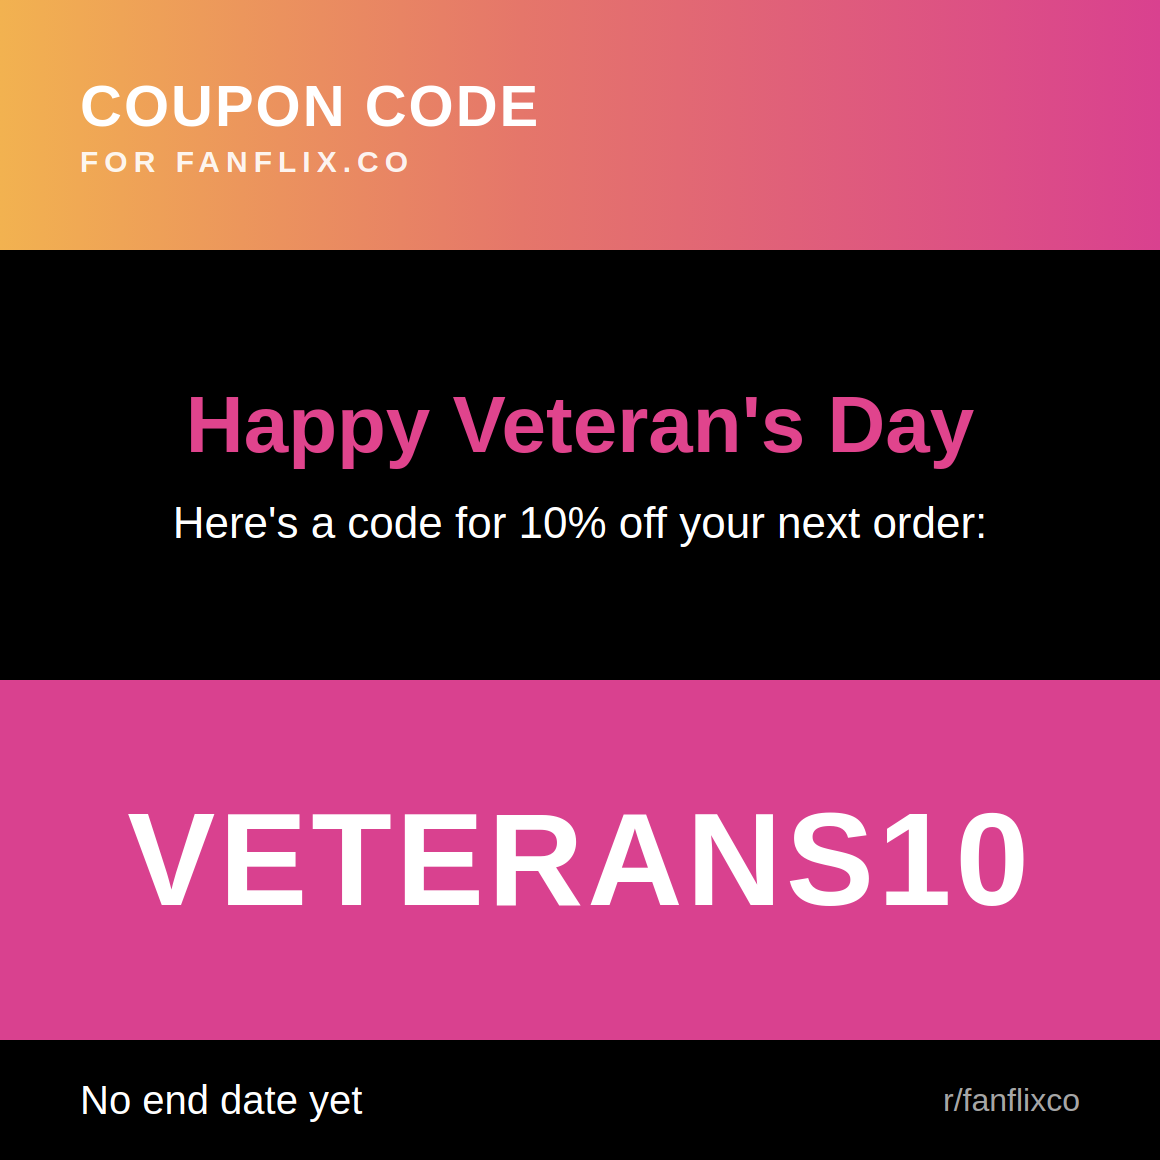 COUPON CODE
FOR FANFLIX.CO
Happy Veteran's Day
Here's a code for 10% off your next order:
VETERANS10
No end date yet
r/fanflixco